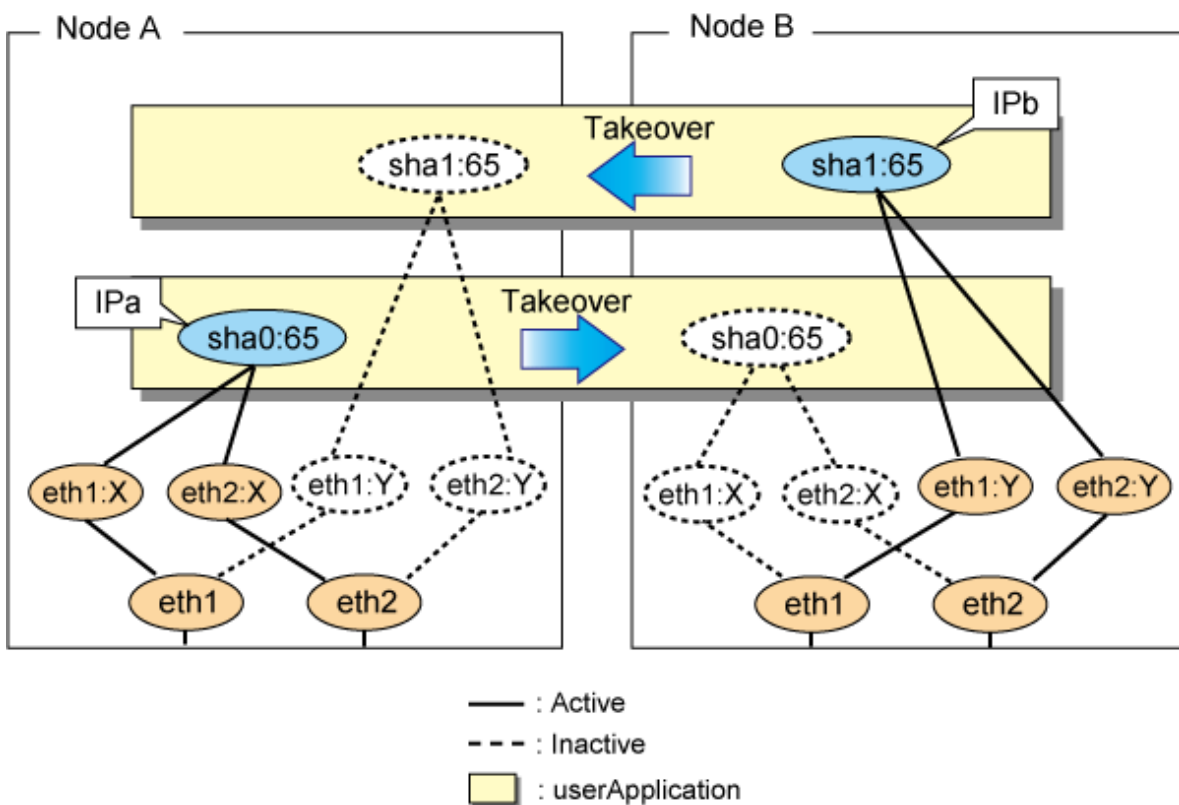 Node A
Node B
IPb
Takeover
sha1:65
sha1:65
IPa
Takeover
sha0:65
sha0:65
eth1:X
eth2:X
eth1:Y
eth2:Y
eth1:X
eth2:X
eth1:Y
eth2:Y
eth1
eth2
eth1
eth2
: Active
: Inactive
: userApplication